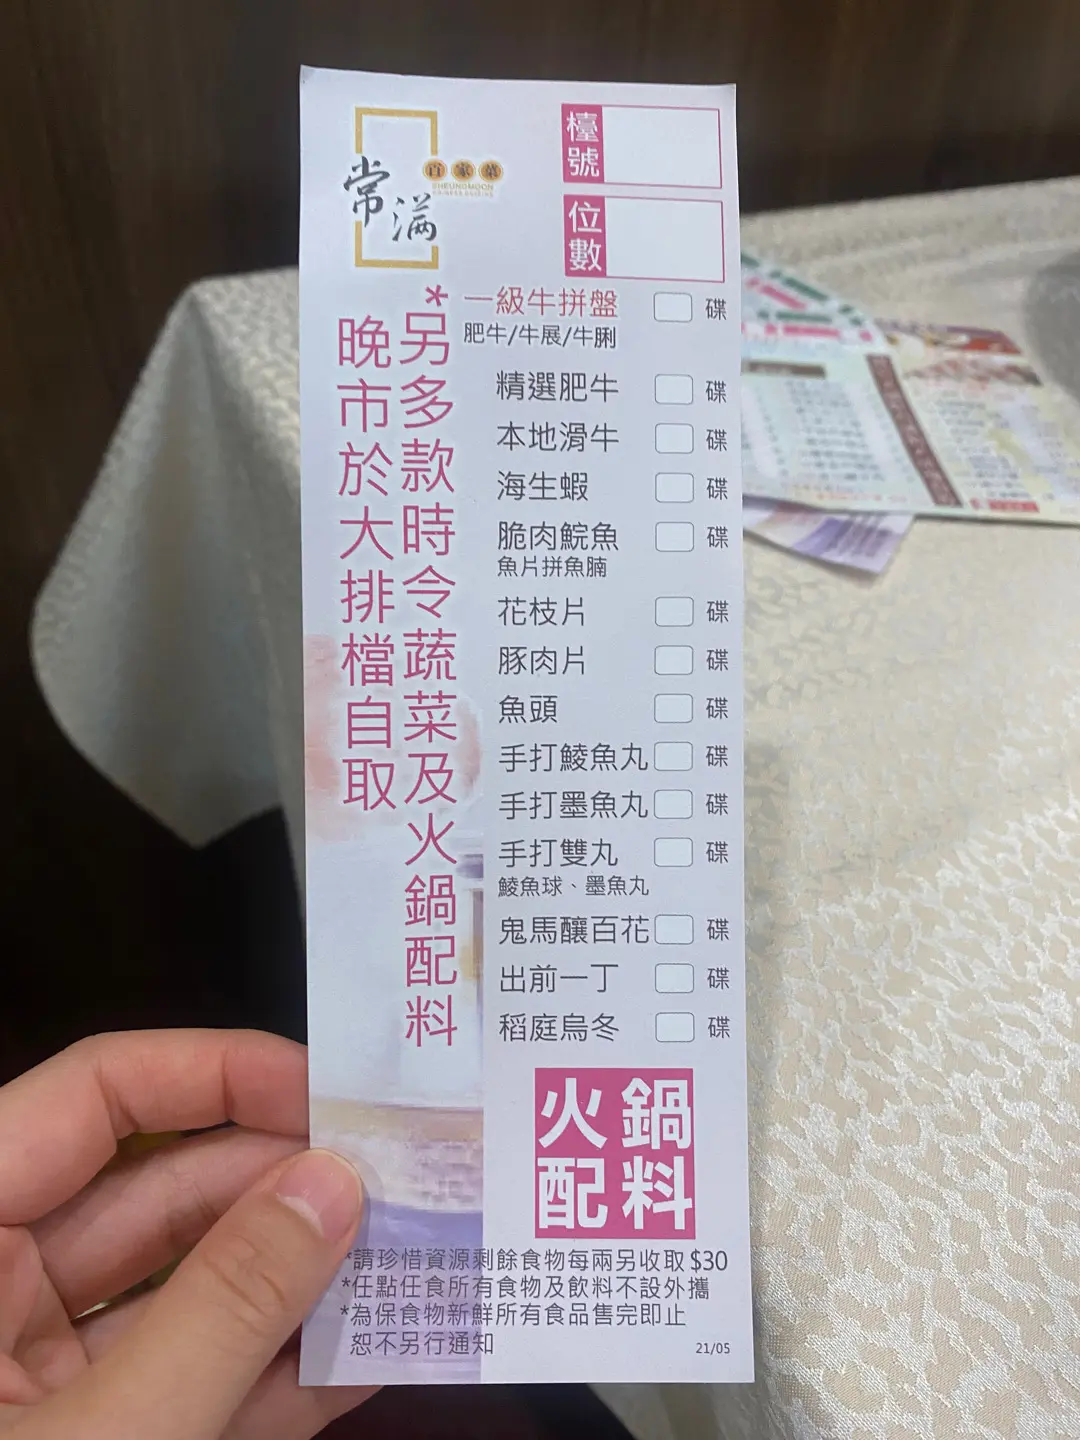 常滿
百家菜
SHEUNGMOON
檯號
位數
*另多款時令蔬菜及火鍋配料
晚市於大排檔自取
一級牛拼盤 碟
肥牛/牛展/牛脷
精選肥牛 碟
本地滑牛 碟
海生蝦 碟
脆肉鯇魚 碟
魚片拼魚腩
花枝片 碟
豚肉片 碟
魚頭 碟
手打鯪魚丸 碟
手打墨魚丸 碟
手打雙丸 碟
鯪魚球、墨魚丸
鬼馬釀百花 碟
出前一丁 碟
稻庭烏冬 碟
火鍋
配料
*請珍惜資源剩餘食物每兩另收取$30
*任點任食所有食物及飲料不設外攜
*為保食物新鮮所有食品售完即止
恕不另行通知
21/05